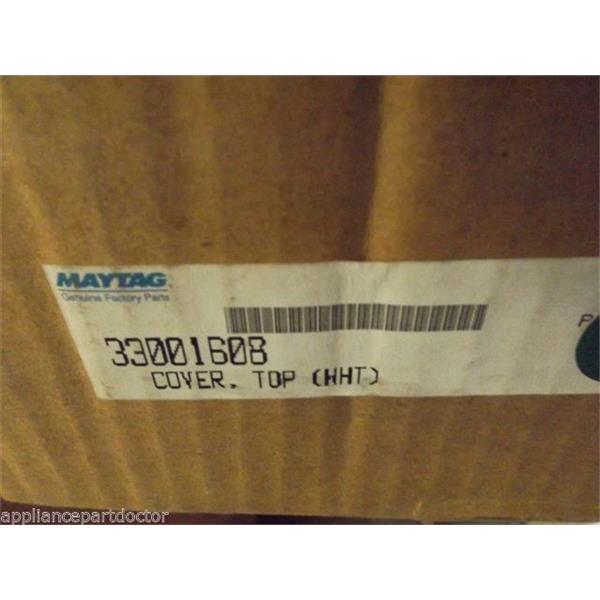 MAYTAG
Genuine Factory Parts
33001608
COVER, TOP (WHT)
P
appliancepartdoctor